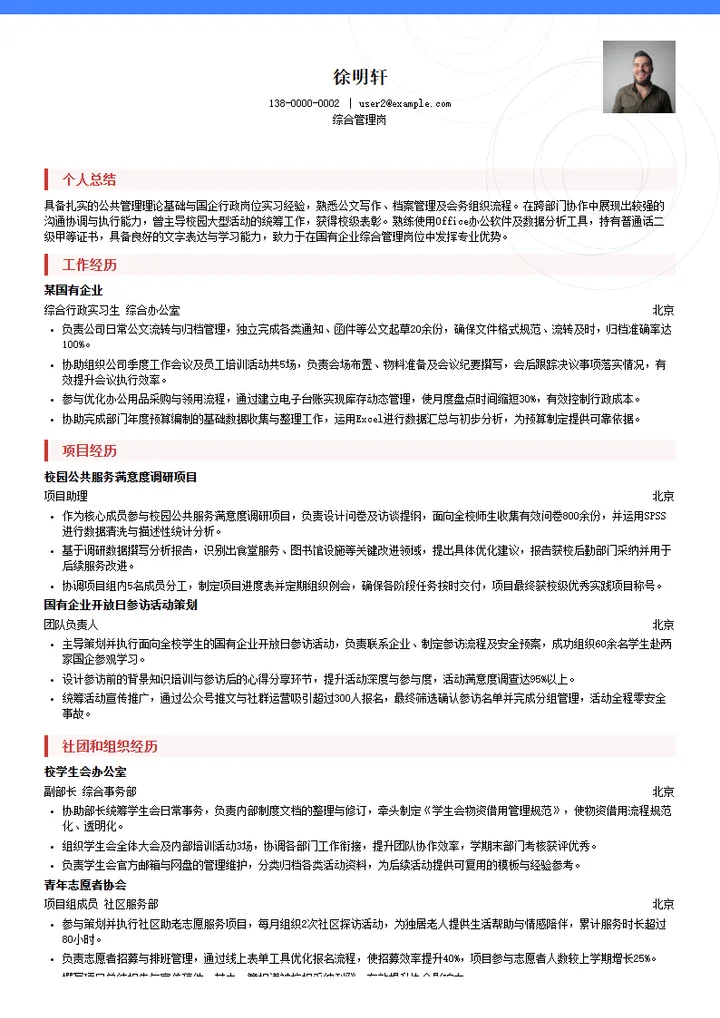 徐明轩
138-0000-0002 | user2@example.com
综合管理岗
个人总结
具备扎实的公共管理理论基础与国企行政岗位实习经验，熟悉公文写作、档案管理及会务组织流程。在跨部门协作中展现出较强的
沟通协调与执行能力，曾主导校园大型活动的统筹工作，获得校级表彰。熟练使用Office办公软件及数据分析工具，持有普通话二
级甲等证书，具备良好的文字表达与学习能力，致力于在国有企业综合管理岗位中发挥专业优势。
工作经历
某国有企业
综合行政实习生 综合办公室 北京
• 负责公司日常公文流转与归档管理，独立完成各类通知、函件等公文起草20余份，确保文件格式规范、流转及时，归档准确率达
100%。
• 协助组织公司季度工作会议及员工培训活动共5场，负责会场布置、物料准备及会议纪要撰写，会后跟踪决议事项落实情况，有
效提升会议执行效率。
• 参与优化办公用品采购与领用流程，通过建立电子台账实现库存动态管理，使月度盘点时间缩短30%，有效控制行政成本。
• 协助完成部门年度预算编制的基础数据收集与整理工作，运用Excel进行数据汇总与初步分析，为预算制定提供可靠依据。
项目经历
校园公共服务满意度调研项目
项目助理 北京
• 作为核心成员参与校园公共服务满意度调研项目，负责设计问卷及访谈提纲，面向全校师生收集有效问卷800余份，并运用SPSS
进行数据清洗与描述性统计分析。
• 基于调研数据撰写分析报告，识别出食堂服务、图书馆设施等关键改进领域，提出具体优化建议，报告获校后勤部门采纳并用于
后续服务改进。
• 协调项目组内5名成员分工，制定项目进度表并定期组织例会，确保各阶段任务按时交付，项目最终获校级优秀实践项目称号。
国有企业开放日参访活动策划
团队负责人 北京
• 主导策划并执行面向全校学生的国有企业开放日参访活动，负责联系企业、制定参访流程及安全预案，成功组织60余名学生赴两
家国企参观学习。
• 设计参访前的背景知识培训与参访后的心得分享环节，提升活动深度与参与度，活动满意度调查达95%以上。
• 统筹活动宣传推广，通过公众号推文与社群运营吸引超过300人报名，最终筛选确认参访名单并完成分组管理，活动全程零安全
事故。
社团和组织经历
校学生会办公室
副部长 综合事务部 北京
• 协助部长统筹学生会日常事务，负责内部制度文档的整理与修订，牵头制定《学生会物资借用管理规范》，使物资借用流程规范
化、透明化。
• 组织学生会全体大会及内部培训活动3场，协调各部门工作衔接，提升团队协作效率，学期末部门考核获评优秀。
• 负责学生会官方邮箱与网盘的管理维护，分类归档各类活动资料，为后续活动提供可复用的模板与经验参考。
青年志愿者协会
项目组成员 社区服务部 北京
• 参与策划并执行社区助老志愿服务项目，每月组织2次社区探访活动，为独居老人提供生活帮助与情感陪伴，累计服务时长超过
80小时。
• 负责志愿者招募与排班管理，通过线上表单工具优化报名流程，使招募效率提升40%，项目参与志愿者人数较上学期增长25%。